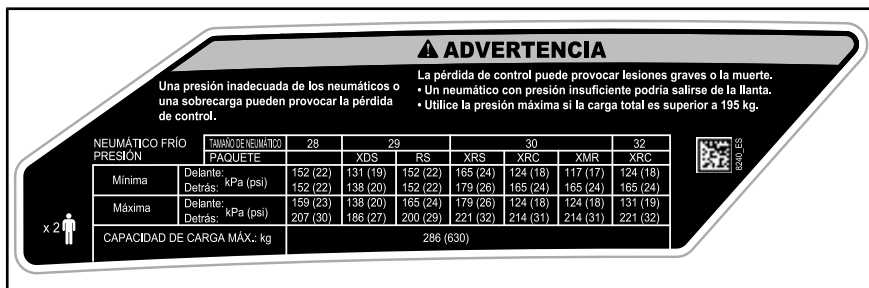 ADVERTENCIA
Una presión inadecuada de los neumáticos o
una sobrecarga pueden provocar la pérdida
de control.
La pérdida de control puede provocar lesiones graves o la muerte.
• Un neumático con presión insuficiente podría salirse de la llanta.
• Utilice la presión máxima si la carga total es superior a 195 kg.
NEUMÁTICO FRÍO TAMAÑO DE NEUMÁTICO 28 29 30 32
PRESIÓN PAQUETE XDS RS XRS XRC XMR XRC
Mínima Delante: kPa (psi) 152 (22) 131 (19) 152 (22) 165 (24) 124 (18) 117 (17) 124 (18)
Detrás: 152 (22) 138 (20) 152 (22) 179 (26) 165 (24) 165 (24) 165 (24)
Máxima Delante: kPa (psi) 159 (23) 138 (20) 165 (24) 179 (26) 124 (18) 124 (18) 131 (19)
Detrás: 207 (30) 186 (27) 200 (29) 221 (32) 214 (31) 214 (31) 221 (32)
CAPACIDAD DE CARGA MÁX.: kg 286 (630)
x 2
8240_ES